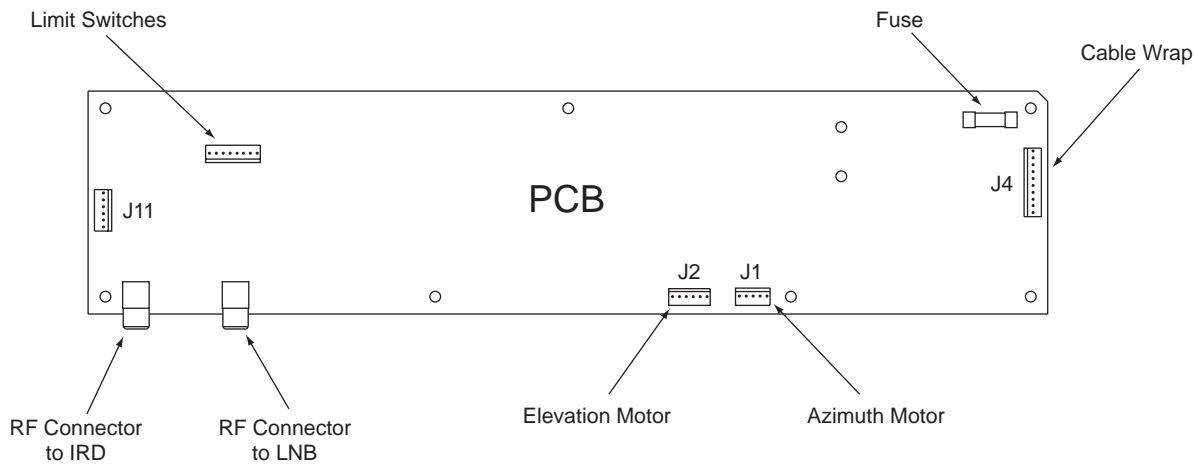 Limit Switches
Fuse
Cable Wrap
J11
PCB
J4
J2
J1
RF Connector
to IRD
RF Connector
to LNB
Elevation Motor
Azimuth Motor